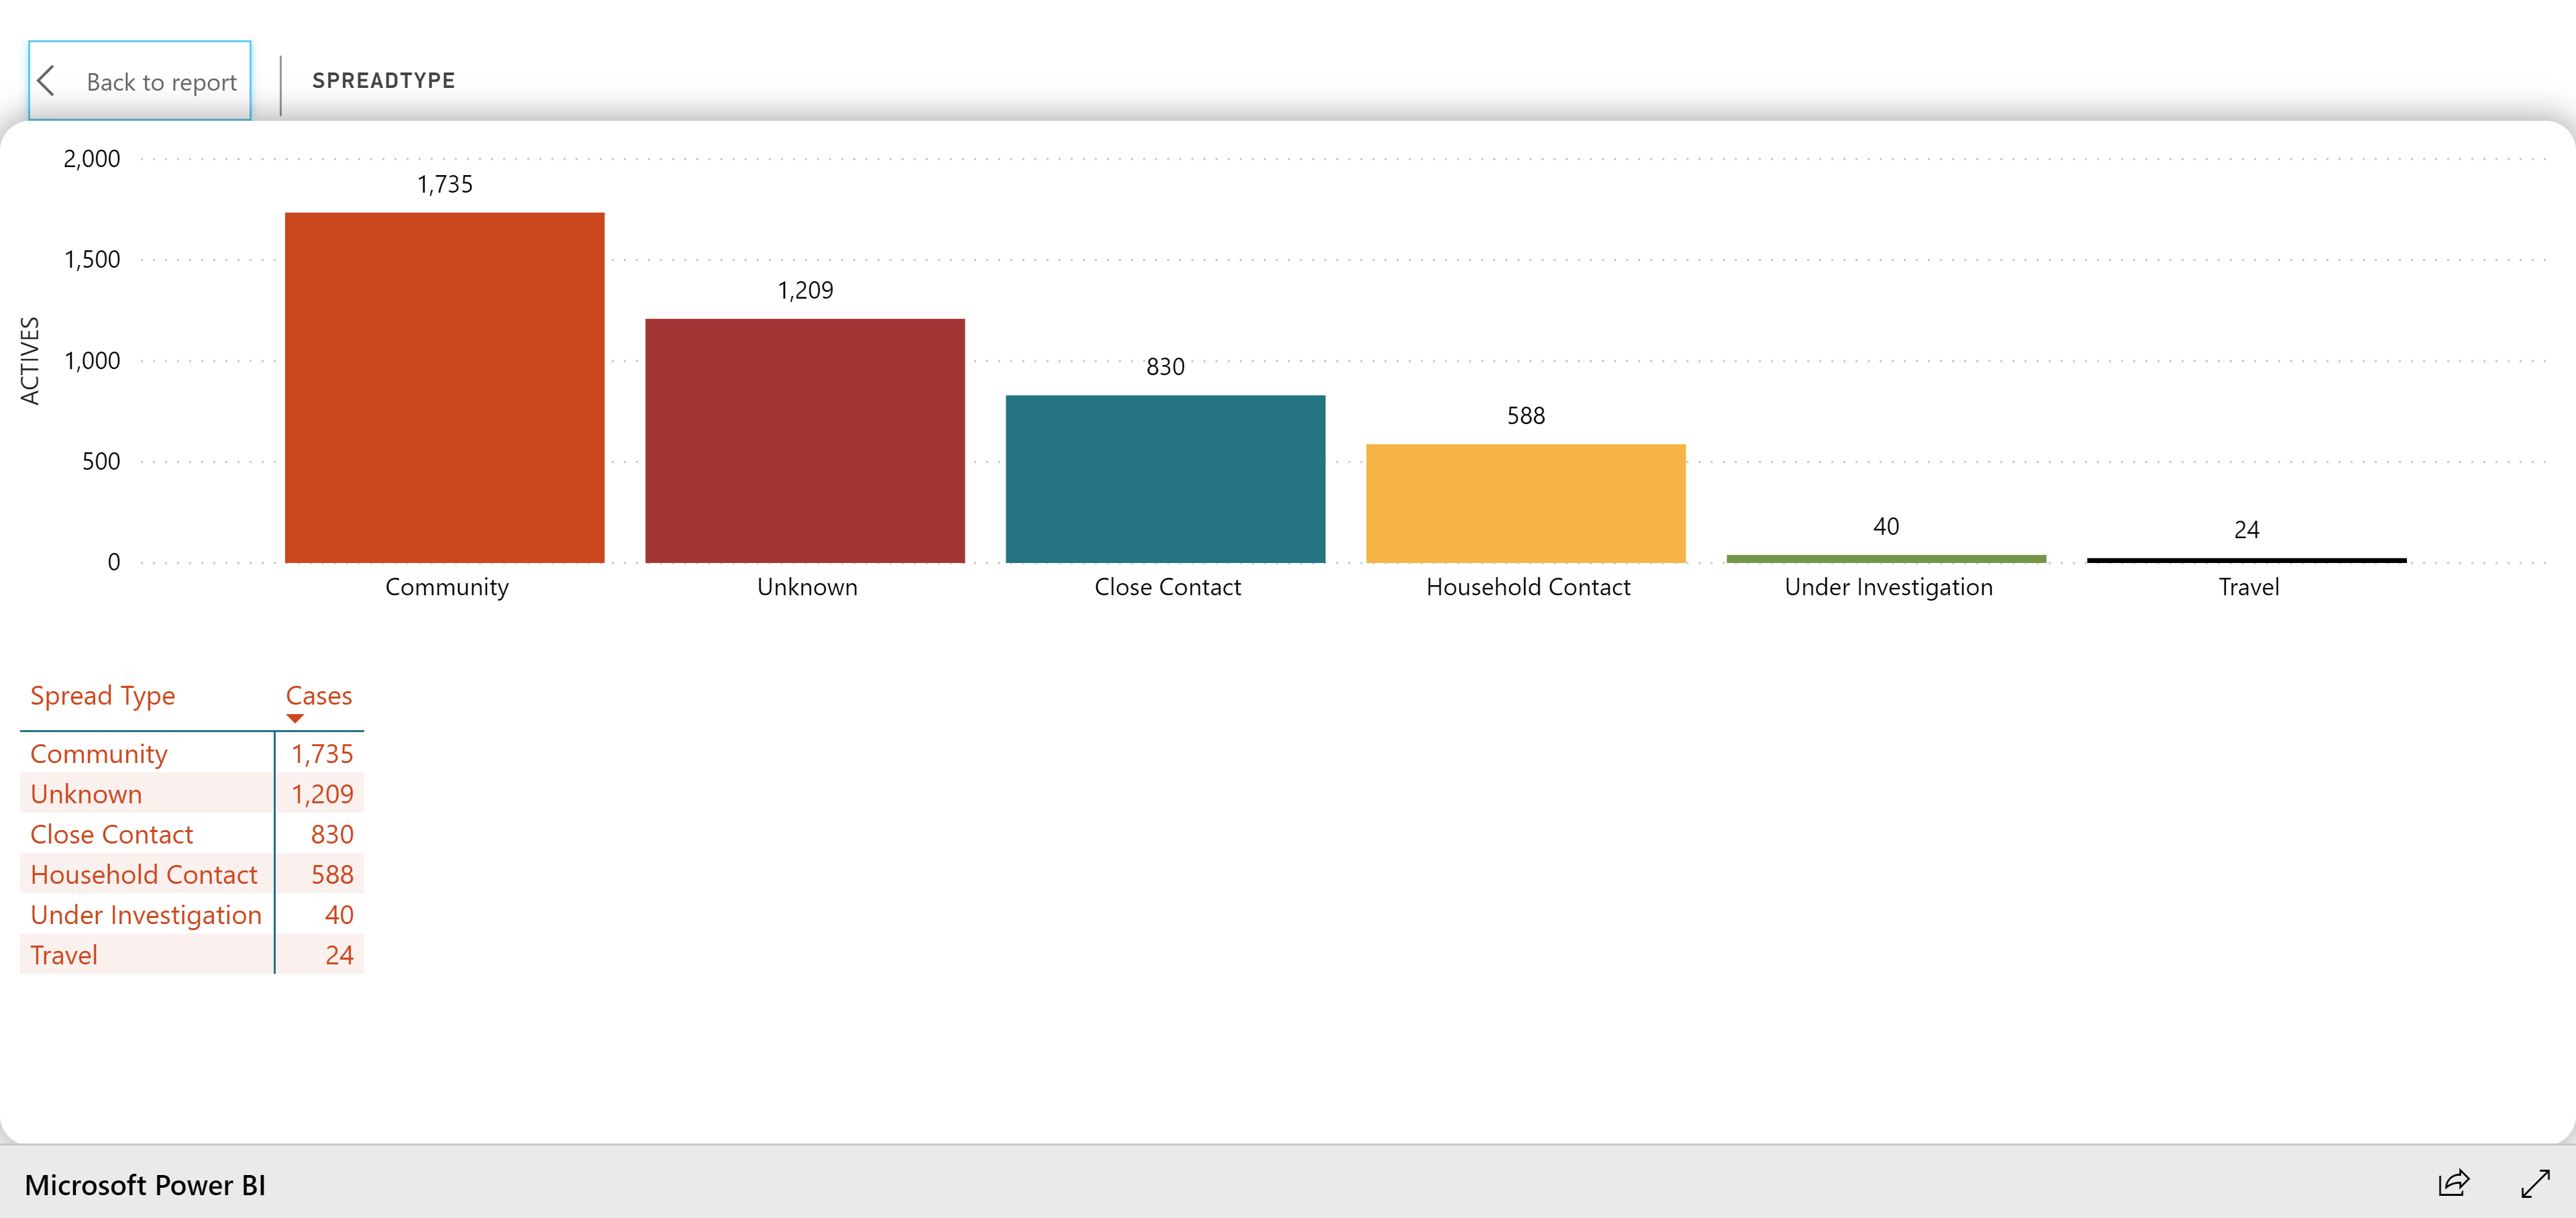 Back to report
SPREADTYPE
ACTIVES
2,000
1,500
1,000
500
0
1,735
1,209
830
588
40
24
Community
Unknown
Close Contact
Household Contact
Under Investigation
Travel
Spread Type Cases
Community 1,735
Unknown 1,209
Close Contact 830
Household Contact 588
Under Investigation 40
Travel 24
Microsoft Power BI